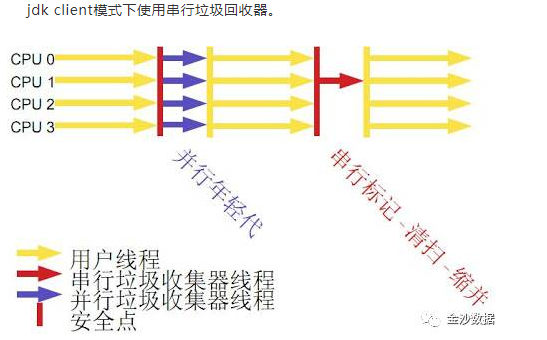 jdk client模式下使用串行垃圾回收器。
CPU 0
CPU 1
CPU 2
CPU 3
并行年轻代
串行标记-清扫-缩并
用户线程
串行垃圾收集器线程
并行垃圾收集器线程
安全点
金沙数据